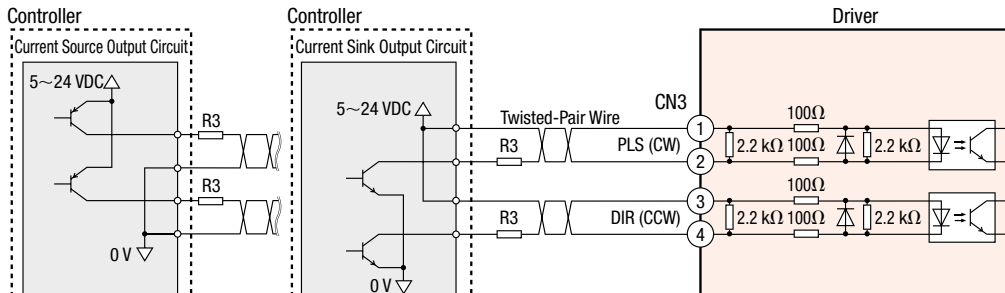 Controller
Current Source Output Circuit
5~24 VDC
R3
R3
0 V
Controller
Current Sink Output Circuit
5~24 VDC
R3
R3
0 V
Twisted-Pair Wire
PLS (CW)
DIR (CCW)
Driver
CN3
1
2
3
4
100Ω
2.2 kΩ
100Ω
2.2 kΩ
100Ω
2.2 kΩ
100Ω
2.2 kΩ